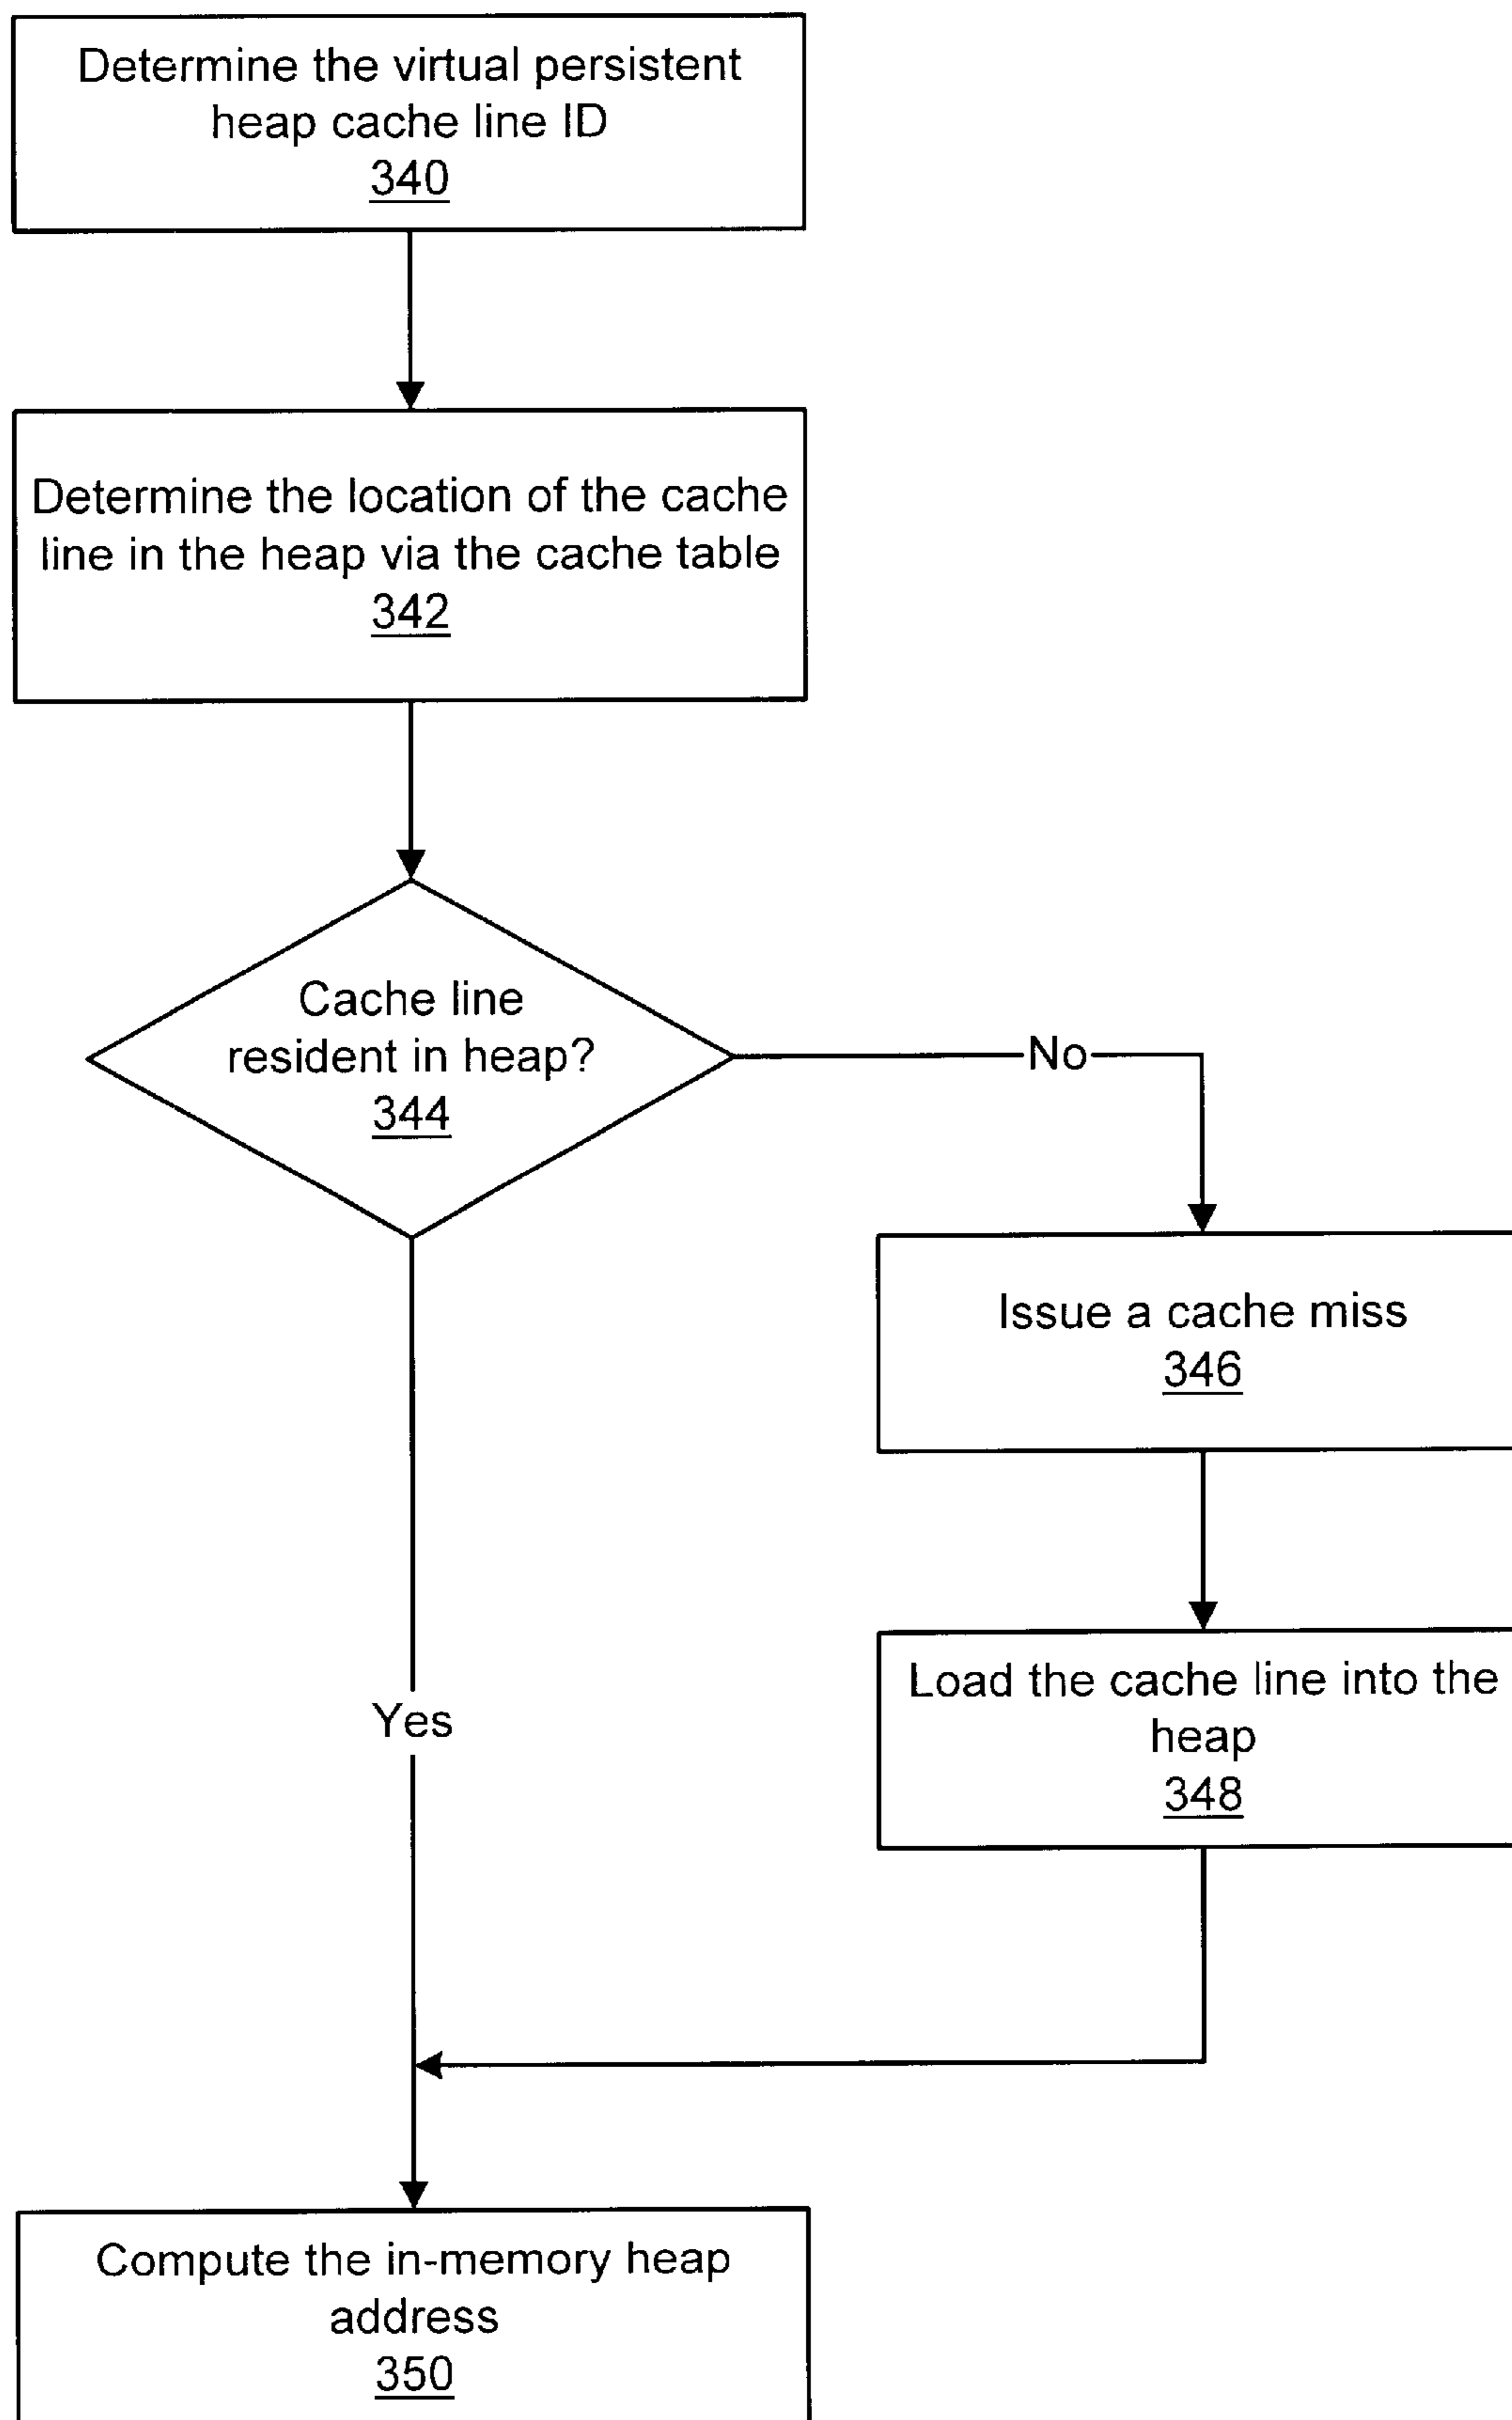 Determine the virtual persistent
heap cache line ID
340
Determine the location of the cache
line in the heap via the cache table
342
Cache line
resident in heap?
344
No
Issue a cache miss
346
Load the cache line into the
heap
348
Yes
Compute the in-memory heap
address
350